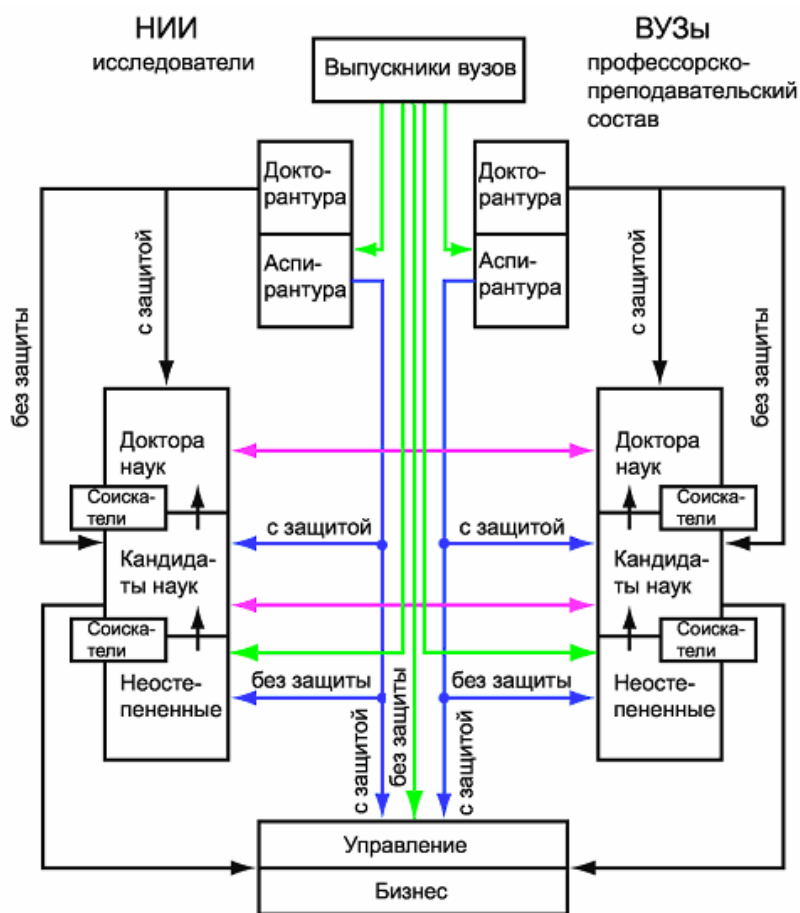 НИИ
исследователи
Выпускники вузов
ВУЗы
профессорско-
преподавательский
состав
Докто-
рантура
Аспи-
рантура
Докто-
рантура
Аспи-
рантура
с защитой
без защиты
с защитой
без защиты
Доктора
наук
Соиска-
тели
Кандида-
ты наук
Соиска-
тели
Неосте-
пененные
Доктора
наук
Соиска-
тели
Кандида-
ты наук
Соиска-
тели
Неосте-
пененные
с защитой
с защитой
без защиты
без защиты
с защитой
без защиты
с защитой
Управление
Бизнес